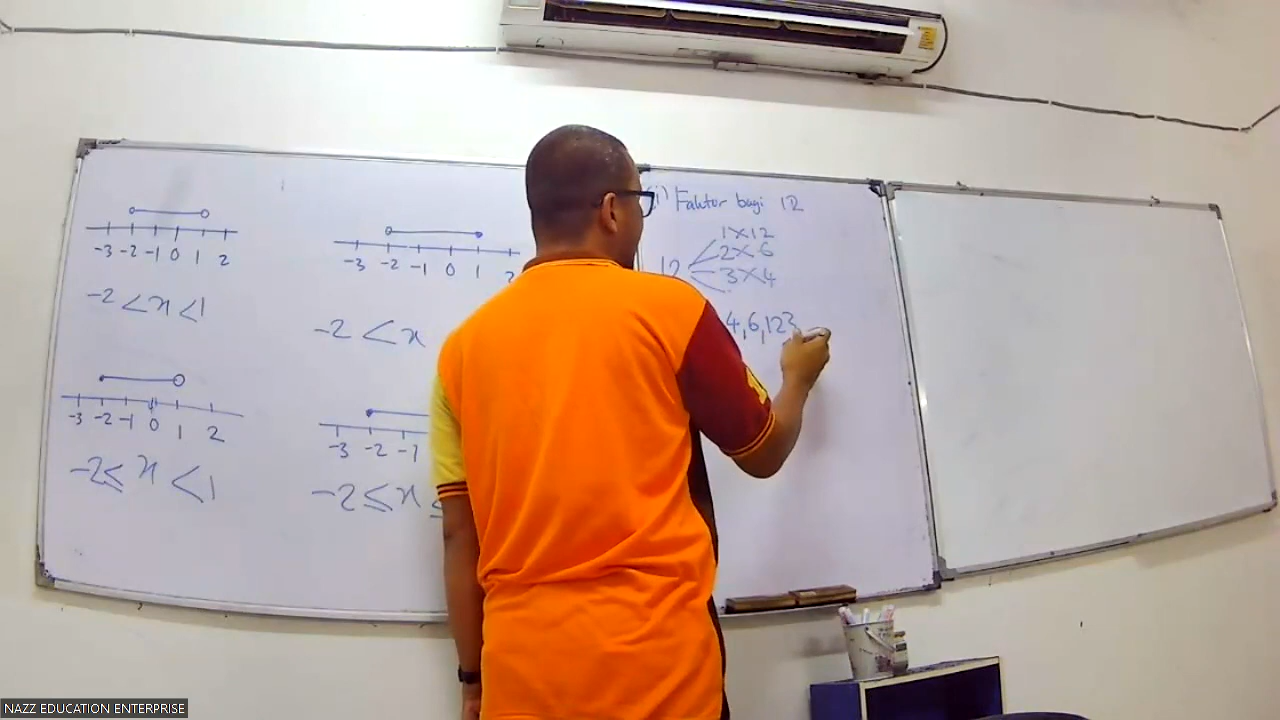 -3 -2 -1 0 1 2
-2 < x < 1
-3 -2 -1 0 1 2
-2 ≤ x < 1
-3 -2 -1 0 1 2
-2 < x
-3 -2 -1
-2 ≤ x ≤
(i) Faktor bagi 12
12
1 X 12
2 X 6
3 X 4
4, 6, 12}
NAZZ EDUCATION ENTERPRISE